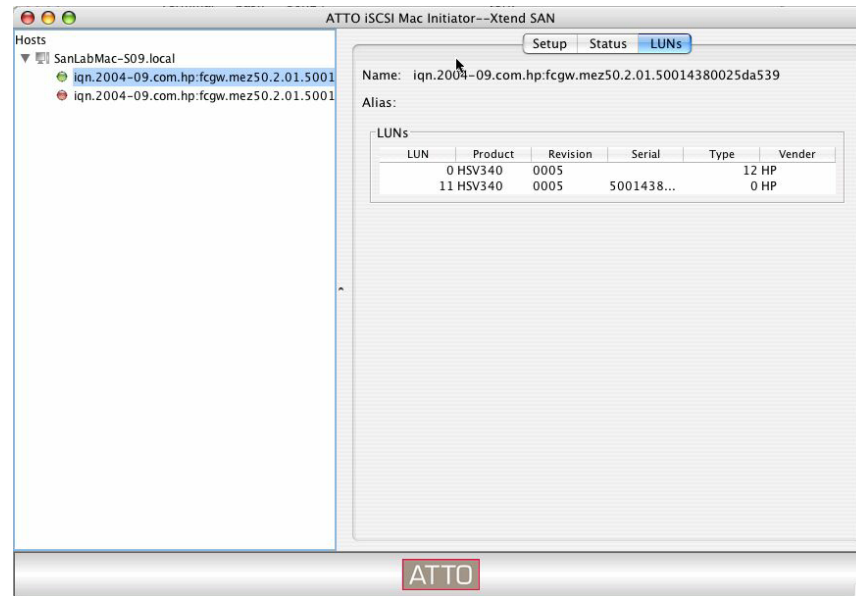 ATTO iSCSI Mac Initiator--Xtend SAN
Hosts
SanLabMac-S09.local
iqn.2004-09.com.hp:fcgw.mez50.2.01.5001
iqn.2004-09.com.hp:fcgw.mez50.2.01.5001
Setup Status LUNs
Name: iqn.2004-09.com.hp:fcgw.mez50.2.01.50014380025da539
Alias:
LUNs
LUN Product Revision Serial Type Vender
0 HSV340 0005 12 HP
11 HSV340 0005 5001438... 0 HP
ATTO